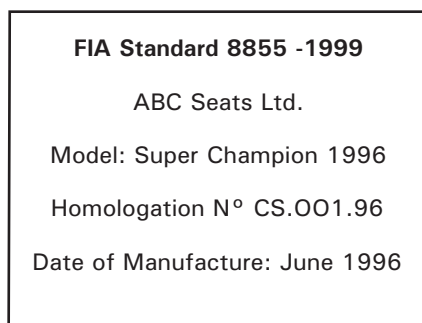 FIA Standard 8855 -1999
ABC Seats Ltd.
Model: Super Champion 1996
Homologation Nº CS.OO1.96
Date of Manufacture: June 1996